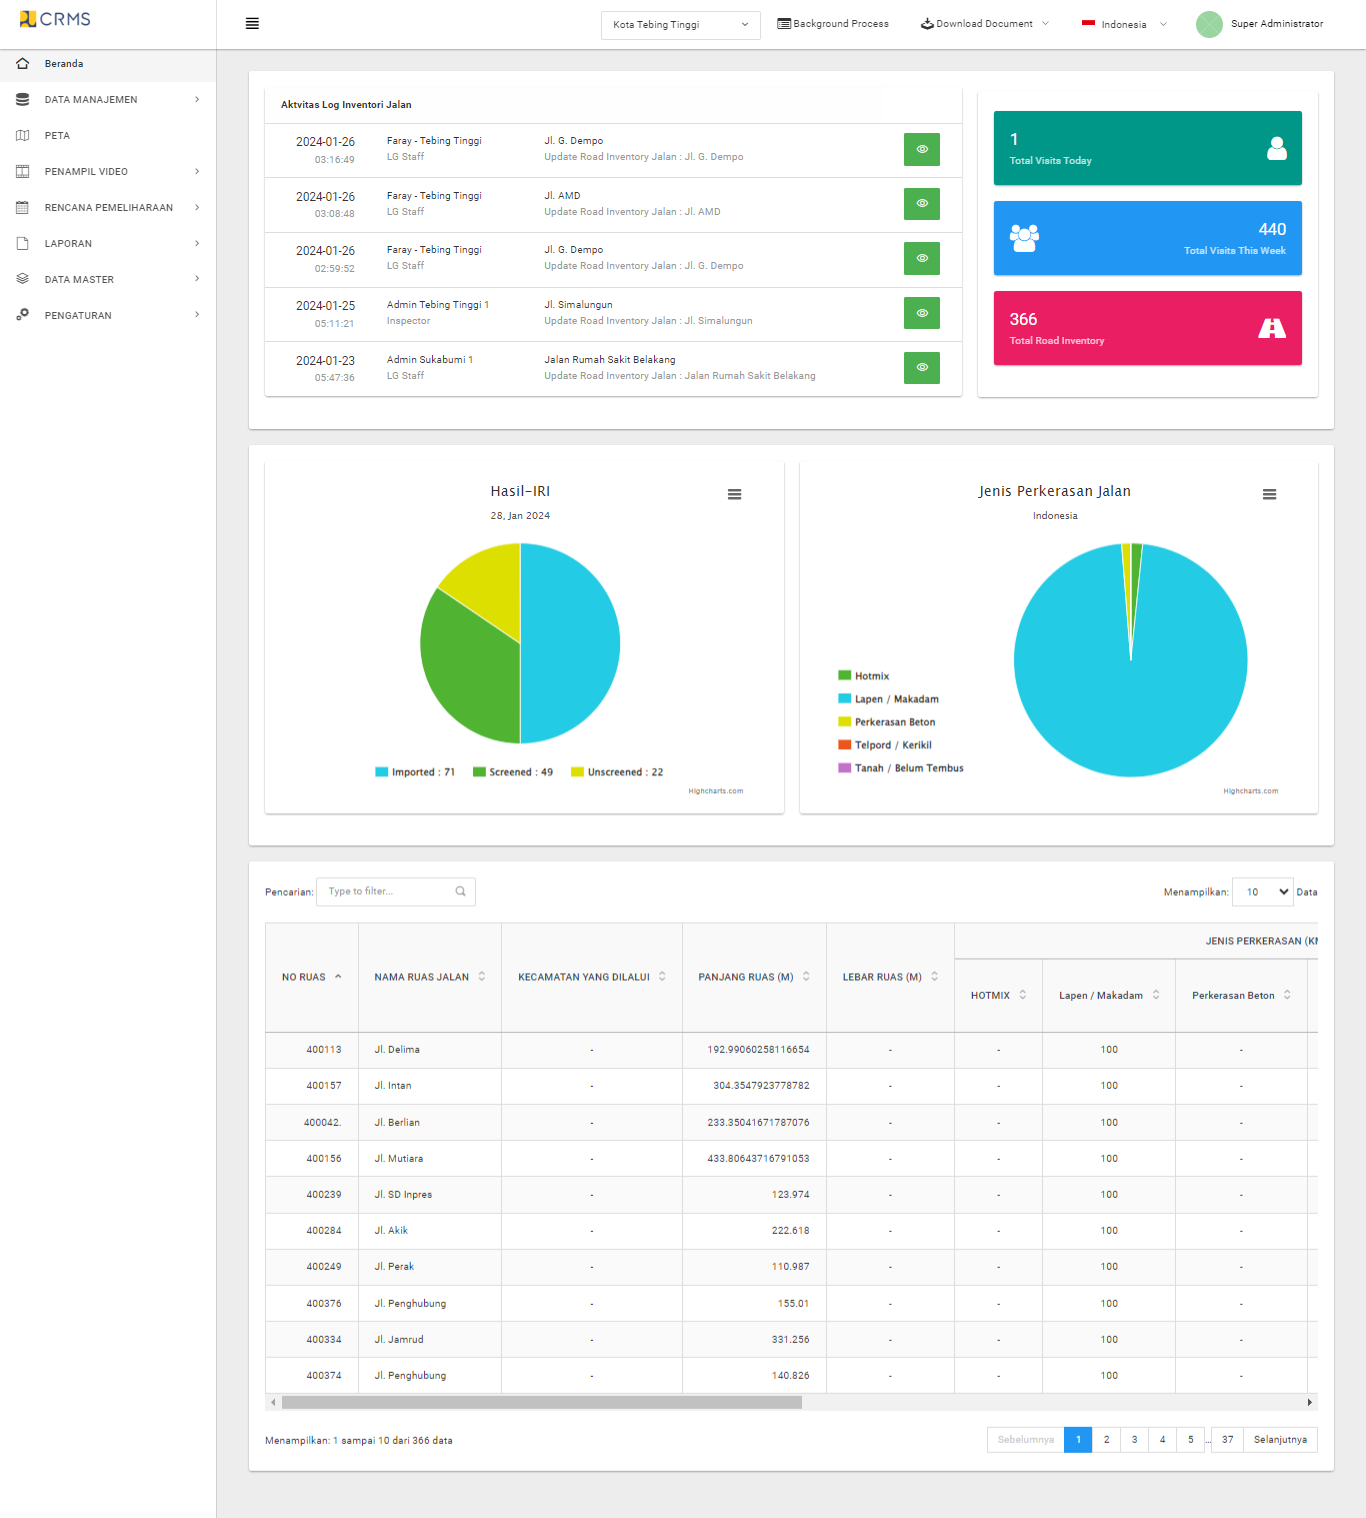 CRMS
Kota Tebing Tinggi
Background Process
Download Document
Indonesia
Super Administrator
Beranda
DATA MANAJEMEN
PETA
PENAMPIL VIDEO
RENCANA PEMELIHARAAN
LAPORAN
DATA MASTER
PENGATURAN
Aktvitas Log Inventori Jalan
2024-01-26 Faray - Tebing Tinggi Jl. G. Dempo
03:16:49 LG Staff Update Road Inventory Jalan : Jl. G. Dempo
2024-01-26 Faray - Tebing Tinggi Jl. AMD
03:08:48 LG Staff Update Road Inventory Jalan : Jl. AMD
2024-01-26 Faray - Tebing Tinggi Jl. G. Dempo
02:59:52 LG Staff Update Road Inventory Jalan : Jl. G. Dempo
2024-01-25 Admin Tebing Tinggi 1 Jl. Simalungun
05:11:21 Inspector Update Road Inventory Jalan : Jl. Simalungun
2024-01-23 Admin Sukabumi 1 Jalan Rumah Sakit Belakang
05:47:36 LG Staff Update Road Inventory Jalan : Jalan Rumah Sakit Belakang
1
Total Visits Today
440
Total Visits This Week
366
Total Road Inventory
Hasil-IRI
28, Jan 2024
Imported : 71 Screened : 49 Unscreened : 22
Highcharts.com
Jenis Perkerasan Jalan
Indonesia
Hotmix
Lapen / Makadam
Perkerasan Beton
Telpord / Kerikil
Tanah / Belum Tembus
Highcharts.com
Pencarian: Type to filter... Menampilkan: 10 Data
JENIS PERKERASAN (KM
NO RUAS NAMA RUAS JALAN KECAMATAN YANG DILALUI PANJANG RUAS (M) LEBAR RUAS (M)
HOTMIX Lapen / Makadam Perkerasan Beton
400113 Jl. Delima - 192.99060258116654 - - 100 -
400157 Jl. Intan - 304.3547923778782 - - 100 -
400042. Jl. Berlian - 233.35041671787076 - - 100 -
400156 Jl. Mutiara - 433.80643716791053 - - 100 -
400239 Jl. SD Inpres - 123.974 - - 100 -
400284 Jl. Akik - 222.618 - - 100 -
400249 Jl. Perak - 110.987 - - 100 -
400376 Jl. Penghubung - 155.01 - - 100 -
400334 Jl. Jamrud - 331.256 - - 100 -
400374 Jl. Penghubung - 140.826 - - 100 -
Menampilkan: 1 sampai 10 dari 366 data
Sebelumnya 1 2 3 4 5 ... 37 Selanjutnya